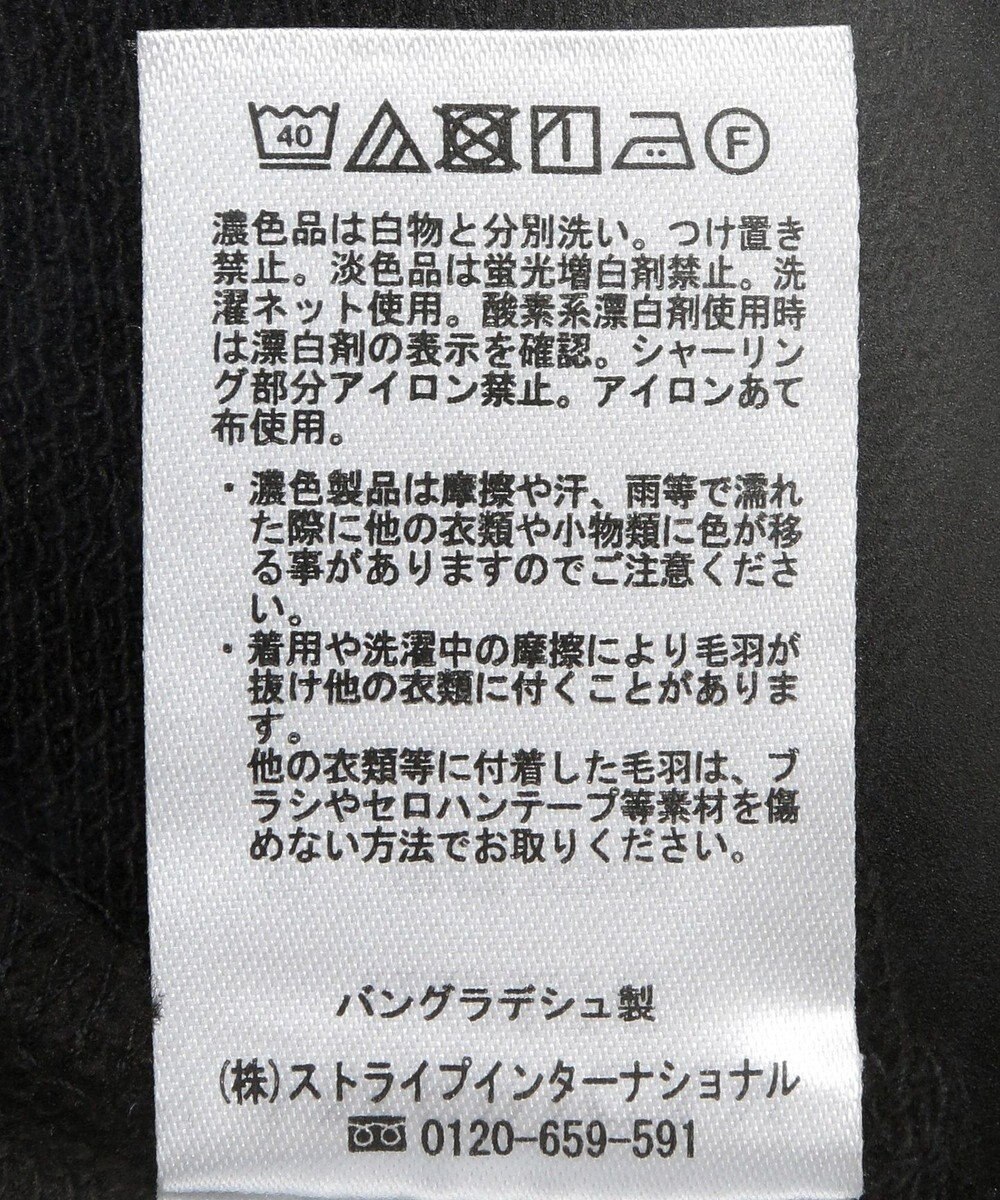 40 F
濃色品は白物と分別洗い。つけ置き
禁止。淡色品は蛍光増白剤禁止。洗
濯ネット使用。酸素系漂白剤使用時
は漂白剤の表示を確認。シャーリン
グ部分アイロン禁止。アイロンあて
布使用。
・濃色製品は摩擦や汗、雨等で濡れ
た際に他の衣類や小物類に色が移
る事がありますのでご注意くださ
い。
・着用や洗濯中の摩擦により毛羽が
抜け他の衣類に付くことがありま
す。
他の衣類等に付着した毛羽は、ブ
ラシやセロハンテープ等素材を傷
めない方法でお取りください。
バングラデシュ製
(株)ストライプインターナショナル
0120-659-591